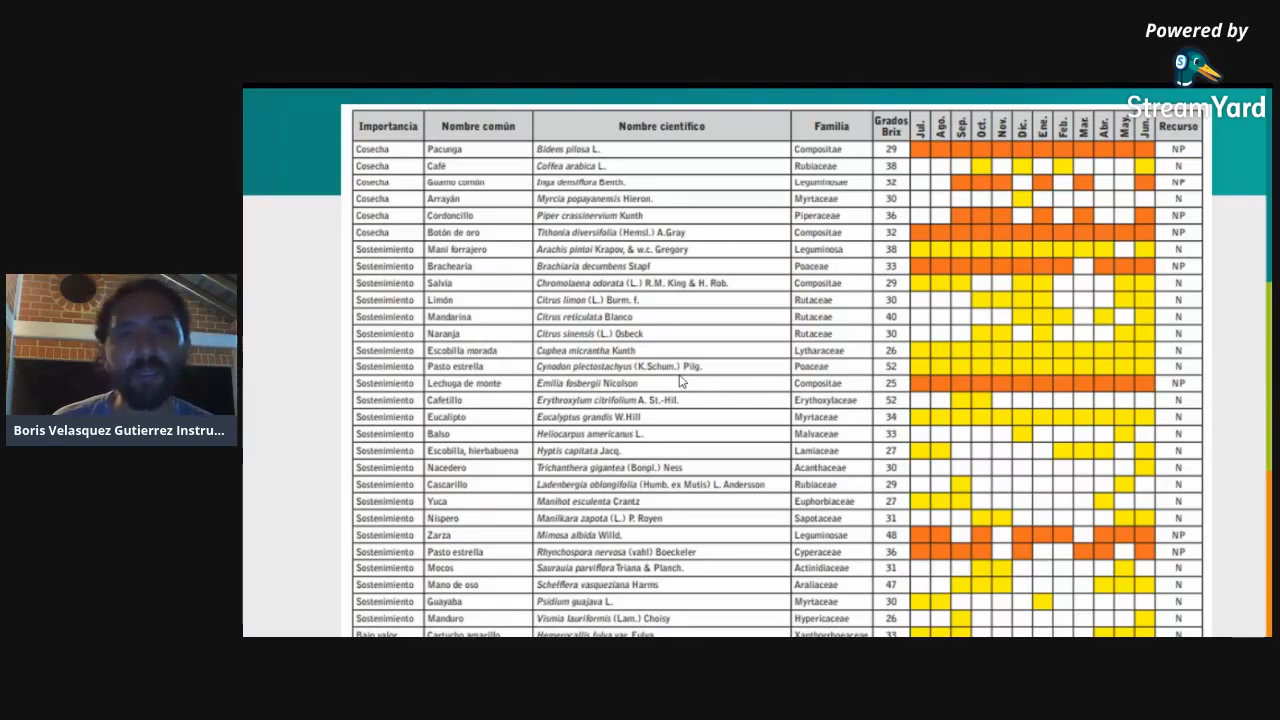 Powered by
StreamYard
Importancia Nombre común Nombre científico Familia Grados Brix Jul. Ago. Sep. Oct. Nov. Dic. Ene. Feb. Mar. Abr. May. Jun. Recurso
Cosecha Pacunga Bidens pilosa L. Compositae 29 NP
Cosecha Café Coffea arabica L. Rubiaceae 38 N
Cosecha Guamo común Inga densiflora Benth. Leguminosae 32 NP
Cosecha Arrayán Myrcia popayanensis Hieron. Myrtaceae 30 N
Cosecha Cordoncillo Piper crassinervium Kunth Piperaceae 36 NP
Cosecha Botón de oro Tithonia diversifolia (Hemsl.) A.Gray Compositae 32 NP
Sostenimiento Maní forrajero Arachis pintoi Krapov, & w.c. Gregory Leguminosa 38 N
Sostenimiento Brachearia Brachiaria decumbens Stapf Poaceae 33 NP
Sostenimiento Salvia Chromolaena odorata (L.) R.M. King & H. Rob. Compositae 29 N
Sostenimiento Limón Citrus limon (L.) Burm. f. Rutaceae 30 N
Sostenimiento Mandarina Citrus reticulata Blanco Rutaceae 40 N
Sostenimiento Naranja Citrus sinensis (L.) Osbeck Rutaceae 30 N
Sostenimiento Escobilla morada Cuphea micrantha Kunth Lytharaceae 26 N
Sostenimiento Pasto estrella Cynodon plectostachyus (K.Schum.) Pilg. Poaceae 52 N
Sostenimiento Lechuga de monte Emilia fosbergii Nicolson Compositae 25 NP
Sostenimiento Cafetillo Erythroxylum citrifolium A. St.-Hil. Erythoxylaceae 52 N
Sostenimiento Eucalipto Eucalyptus grandis W.Hill Myrtaceae 34 N
Sostenimiento Balso Heliocarpus americanus L. Malvaceae 33 N
Sostenimiento Escobilla, hierbabuena Hyptis capitata Jacq. Lamiaceae 27 N
Sostenimiento Nacedero Trichanthera gigantea (Bonpl.) Ness Acanthaceae 30 N
Sostenimiento Cascarillo Ladenbergia oblongifolia (Humb. ex Mutis) L. Andersson Rubiaceae 29 N
Sostenimiento Yuca Manihot esculenta Crantz Euphorbiaceae 27 N
Sostenimiento Níspero Manilkara zapota (L.) P. Royen Sapotaceae 31 N
Sostenimiento Zarza Mimosa albida Willd. Leguminosae 48 NP
Sostenimiento Pasto estrella Rhynchospora nervosa (vahl) Boeckeler Cyperaceae 36 NP
Sostenimiento Mocos Saurauia parviflora Triana & Planch. Actinidiaceae 31 N
Sostenimiento Mano de oso Schefflera vasqueziana Harms Araliaceae 47 N
Sostenimiento Guayaba Psidium guajava L. Myrtaceae 30 N
Sostenimiento Manduro Vismia lauriformis (Lam.) Choisy Hypericaceae 26 N
Bajo valor Cartucho amarillo Hemerocallis fulva var. Fulva Xanthorrhoeaceae 33 N
Boris Velasquez Gutierrez Instru...